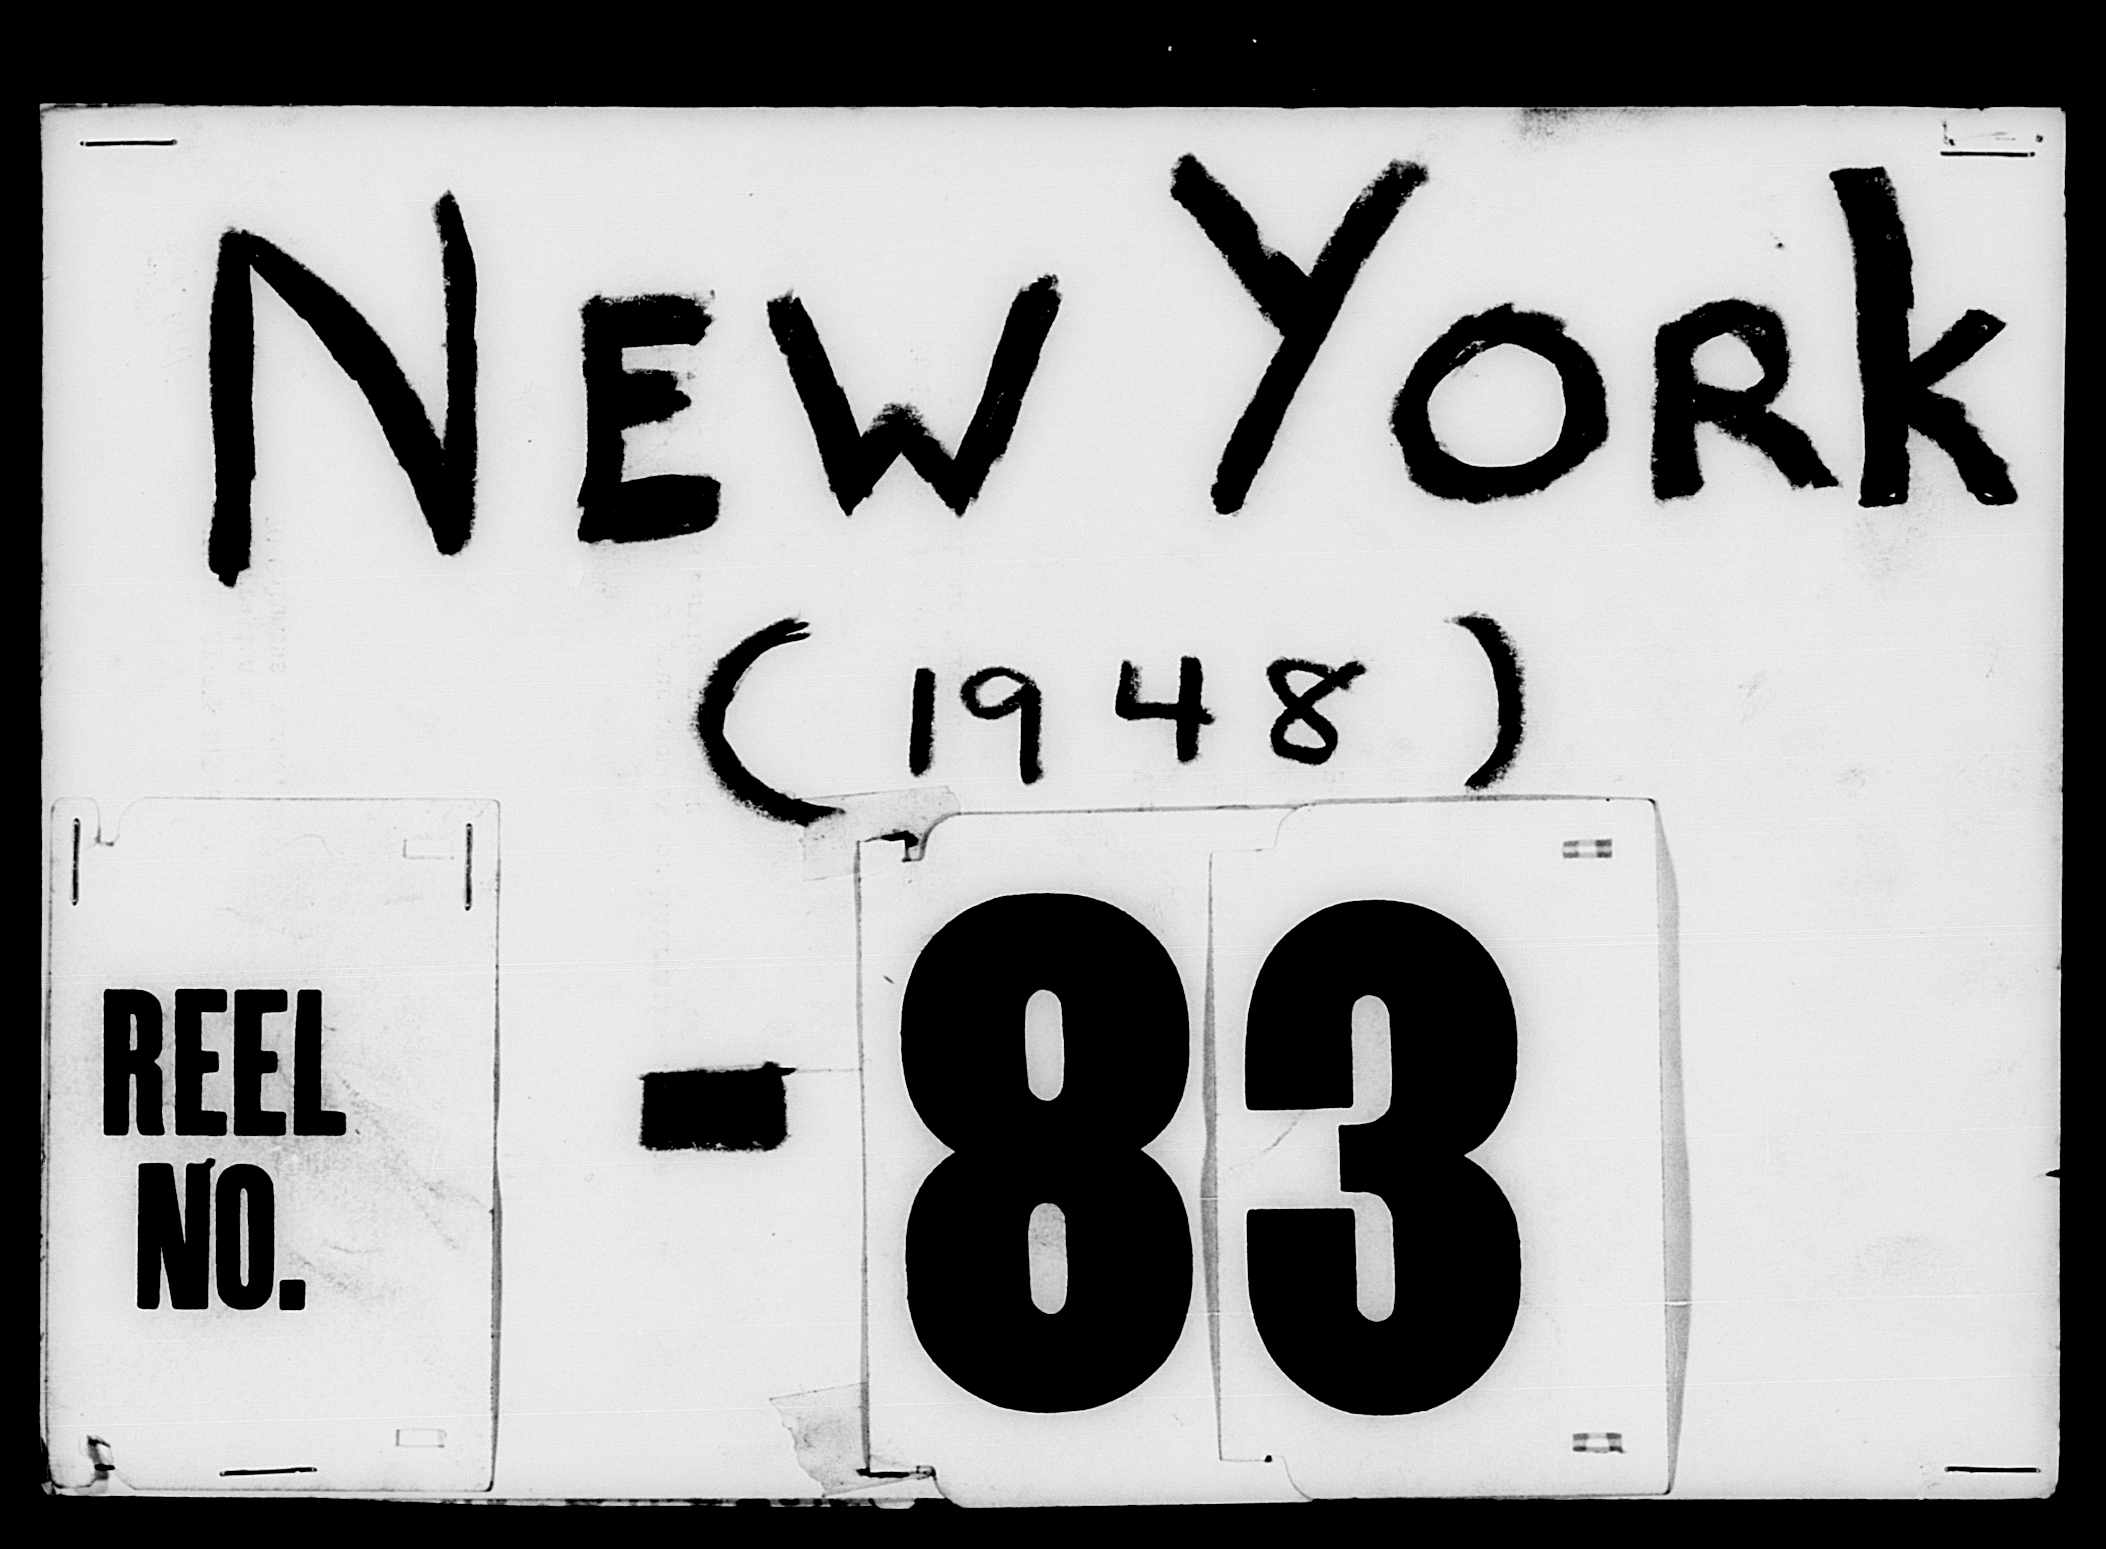 NEW YORk
( 1948 )
REEL
NO.
- 83